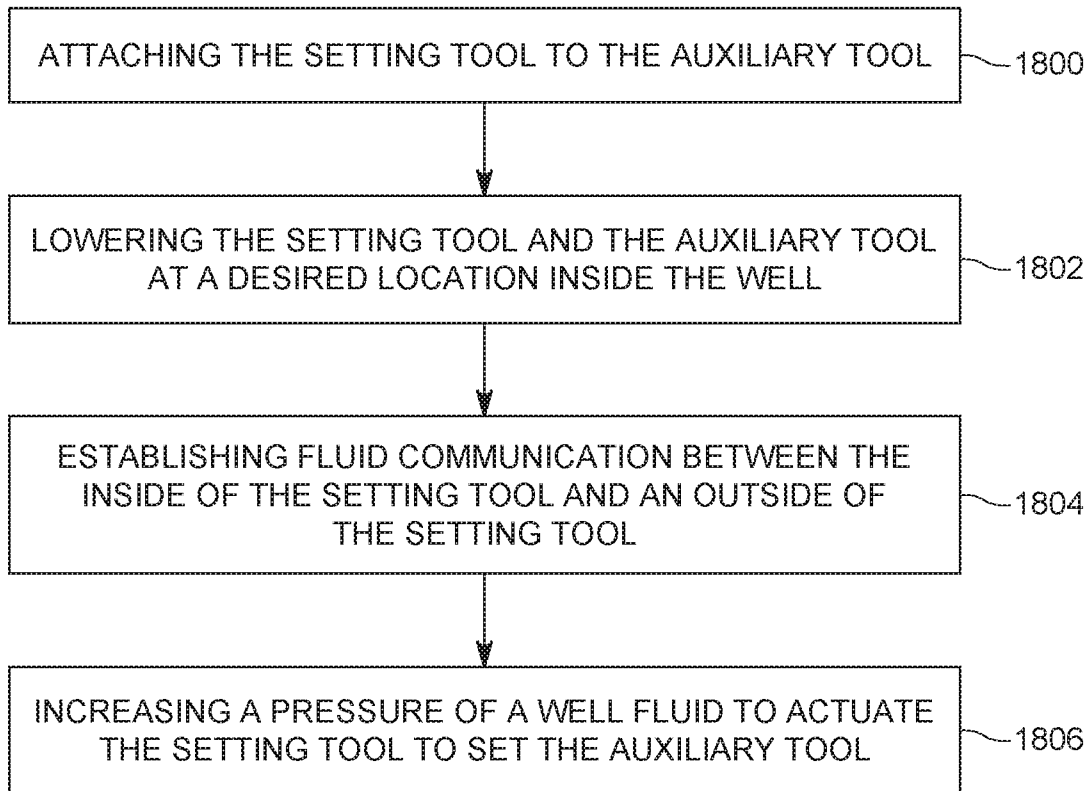 ATTACHING THE SETTING TOOL TO THE AUXILIARY TOOL
1800
LOWERING THE SETTING TOOL AND THE AUXILIARY TOOL
AT A DESIRED LOCATION INSIDE THE WELL
1802
ESTABLISHING FLUID COMMUNICATION BETWEEN THE
INSIDE OF THE SETTING TOOL AND AN OUTSIDE OF
THE SETTING TOOL
1804
INCREASING A PRESSURE OF A WELL FLUID TO ACTUATE
THE SETTING TOOL TO SET THE AUXILIARY TOOL
1806